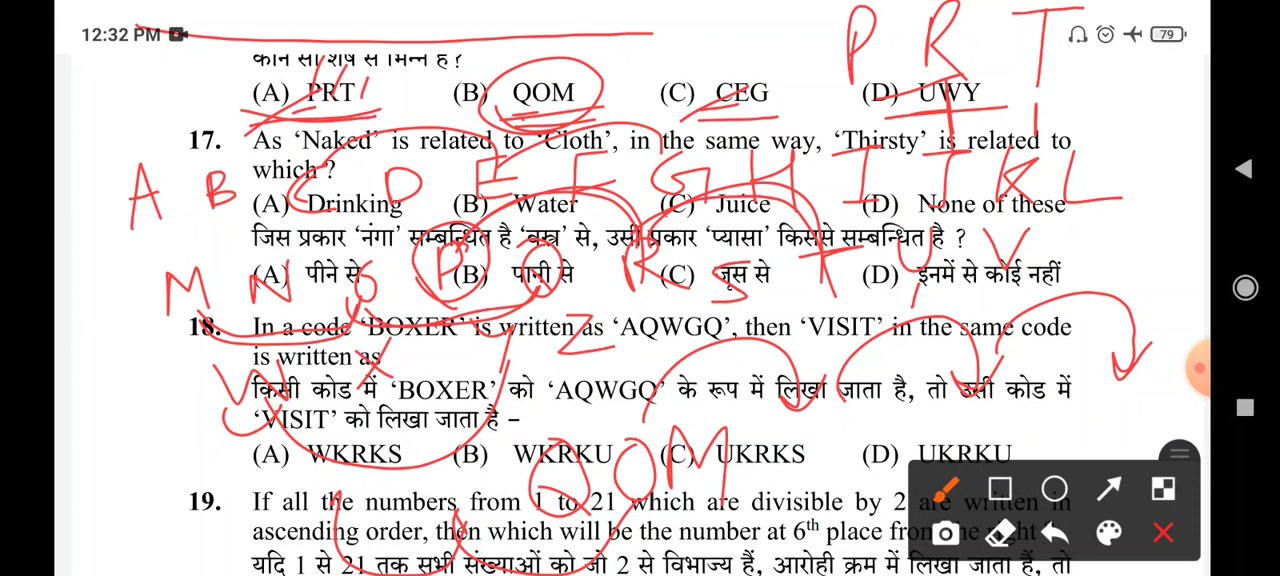 12:32 PM 79
P R T
कौन सा शेष से भिन्न है?
(A) PRT (B) QOM (C) CEG (D) UWY
17. As ‘Naked’ is related to ‘Cloth’, in the same way, ‘Thirsty’ is related to
which ?
A B C D E F G H I J K L
(A) Drinking (B) Water (C) Juice (D) None of these
जिस प्रकार ‘नंगा’ सम्बन्धित है ‘वस्त्र’ से, उसी प्रकार ‘प्यासा’ किससे सम्बन्धित है ?
M N O P Q R S T U V
(A) पीने से (B) पानी से (C) जूस से (D) इनमें से कोई नहीं
18. In a code ‘BOXER’ is written as ‘AQWGQ’, then ‘VISIT’ in the same code
is written as
W X Z
किसी कोड में ‘BOXER’ को ‘AQWGQ’ के रूप में लिखा जाता है, तो उसी कोड में
‘VISIT’ को लिखा जाता है –
(A) WKRKS (B) WKRKU (C) UKRKS (D) UKRKU
QOM
19. If all the numbers from 1 to 21 which are divisible by 2 are written in
ascending order, then which will be the number at 6th place from the right
यदि 1 से 21 तक सभी संख्याओं को जो 2 से विभाज्य हैं, आरोही क्रम में लिखा जाता है, तो